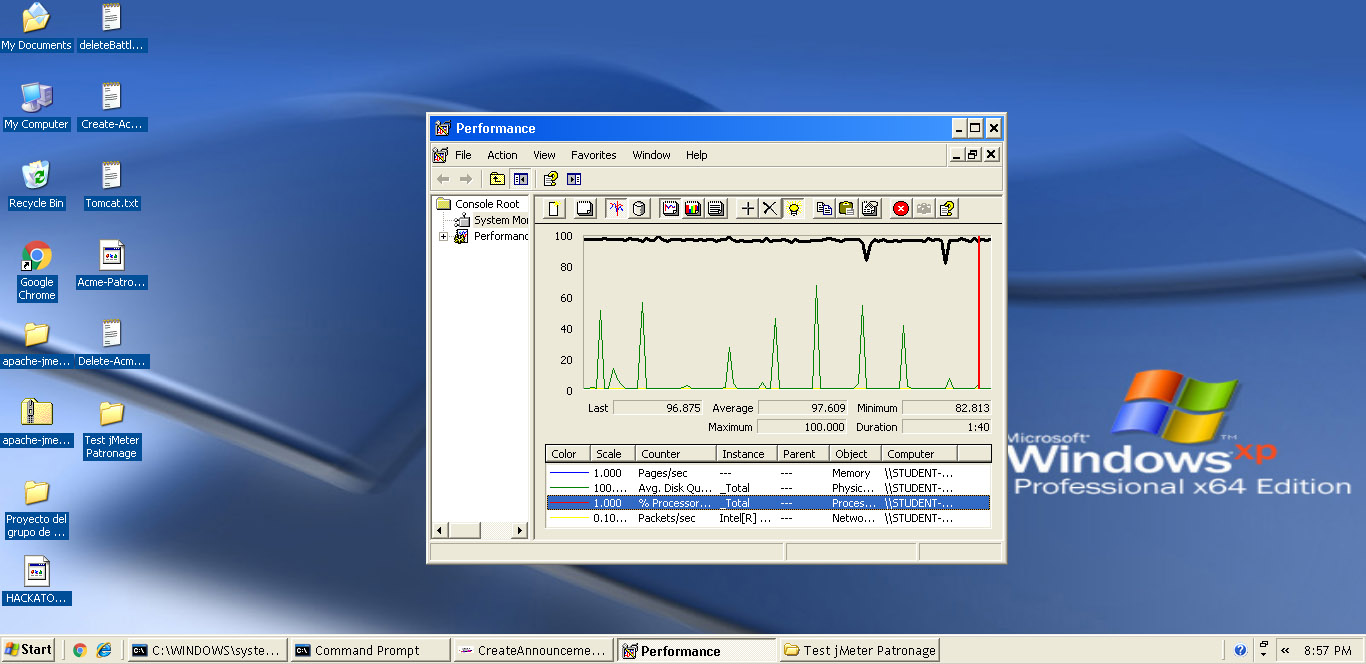 My Documents
deleteBattl...
My Computer
Create-Ac...
Recycle Bin
Tomcat.txt
Google
Chrome
Acme-Patro...
apache-jme...
Delete-Acm...
apache-jme...
Test jMeter
Patronage
Proyecto del
grupo de ...
HACKATO...
Performance
File Action View Favorites Window Help
Console Root
System Mo
Performanc
100
80
60
40
20
0
Last 96.875 Average 97.609 Minimum 82.813
Maximum 100.000 Duration 1:40
Color Scale Counter Instance Parent Object Computer
1.000 Pages/sec --- --- Memory \\STUDENT-...
100.... Avg. Disk Qu... _Total --- Physic... \\STUDENT-...
1.000 % Processor... _Total --- Proces... \\STUDENT-...
0.10... Packets/sec Intel[R] ... --- Netwo... \\STUDENT-...
Microsoft
Windows xp TM
Professional x64 Edition
Start
C:\WINDOWS\syste...
Command Prompt
CreateAnnounceme...
Performance
Test jMeter Patronage
8:57 PM